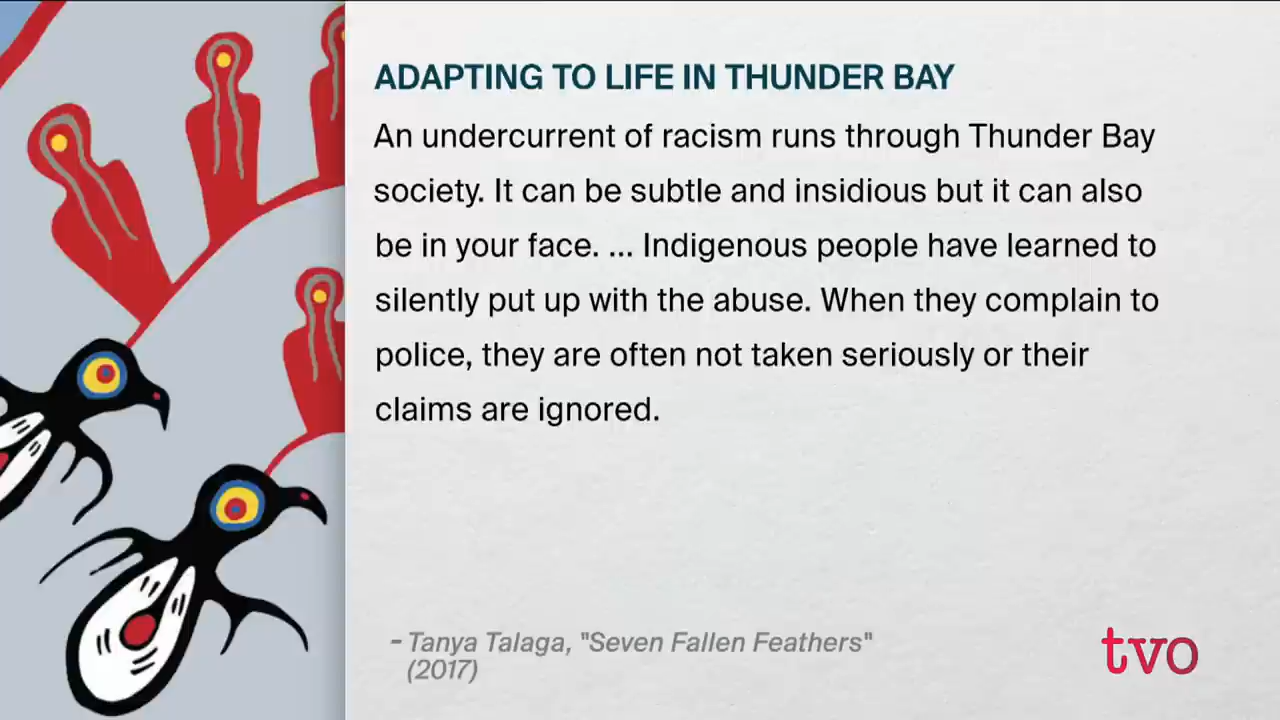 ADAPTING TO LIFE IN THUNDER BAY
An undercurrent of racism runs through Thunder Bay
society. It can be subtle and insidious but it can also
be in your face. ... Indigenous people have learned to
silently put up with the abuse. When they complain to
police, they are often not taken seriously or their
claims are ignored.
– Tanya Talaga, "Seven Fallen Feathers"
(2017)
tvo